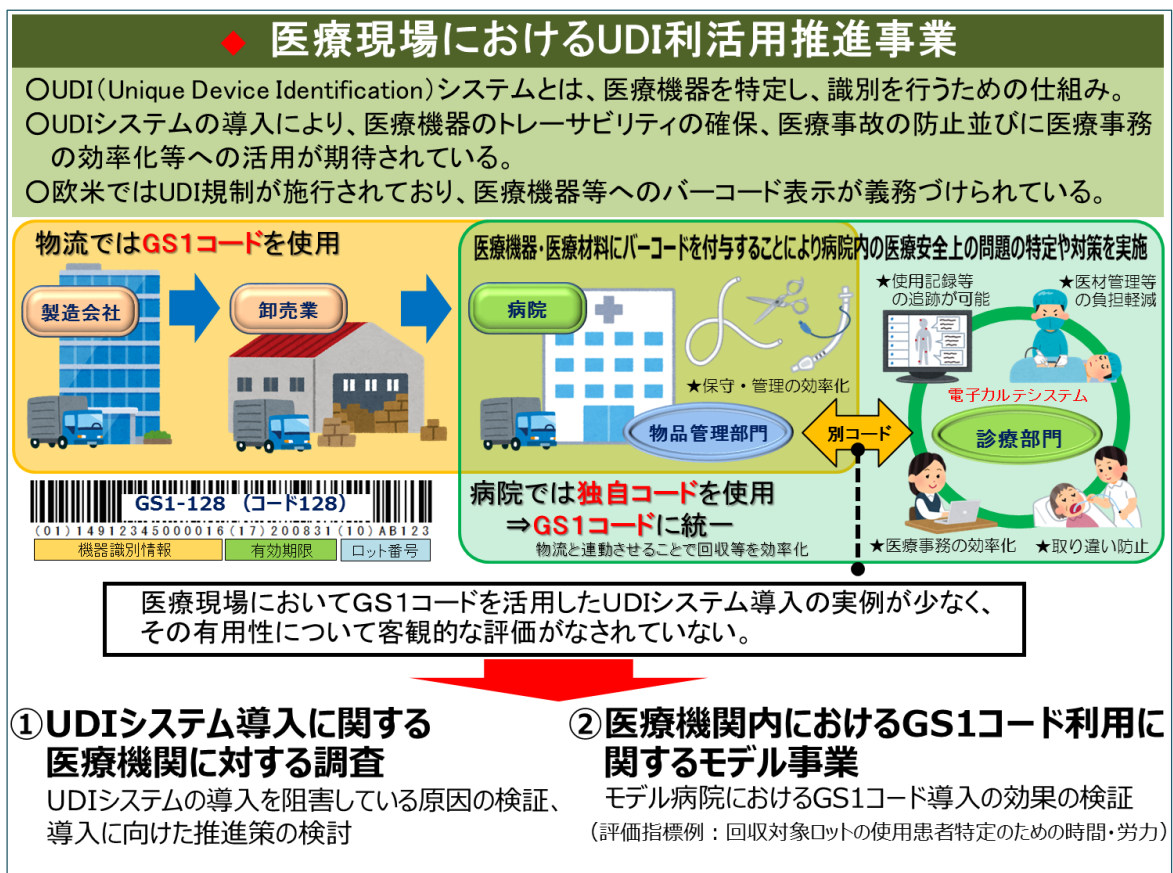 ◆ 医療現場におけるUDI利活用推進事業
○UDI(Unique Device Identification)システムとは、医療機器を特定し、識別を行うための仕組み。
○UDIシステムの導入により、医療機器のトレーサビリティの確保、医療事故の防止並びに医療事務
の効率化等への活用が期待されている。
○欧米ではUDI規制が施行されており、医療機器等へのバーコード表示が義務づけられている。
物流ではGS1コードを使用
製造会社
卸売業
医療機器・医療材料にバーコードを付与することにより病院内の医療安全上の問題の特定や対策を実施
病院
★保守・管理の効率化
物品管理部門
別コード
★使用記録等
の追跡が可能
★医材管理等
の負担軽減
電子カルテシステム
診療部門
★医療事務の効率化
★取り違い防止
GS1-128 (コード128)
(01)14912345000016(17)200831(10)AB123
機器識別情報
有効期限
ロット番号
病院では独自コードを使用
⇒GS1コードに統一
物流と連動させることで回収等を効率化
医療現場においてGS1コードを活用したUDIシステム導入の実例が少なく、
その有用性について客観的な評価がなされていない。
①UDIシステム導入に関する
医療機関に対する調査
UDIシステムの導入を阻害している原因の検証、
導入に向けた推進策の検討
②医療機関内におけるGS1コード利用に
関するモデル事業
モデル病院におけるGS1コード導入の効果の検証
(評価指標例：回収対象ロットの使用患者特定のための時間・労力)